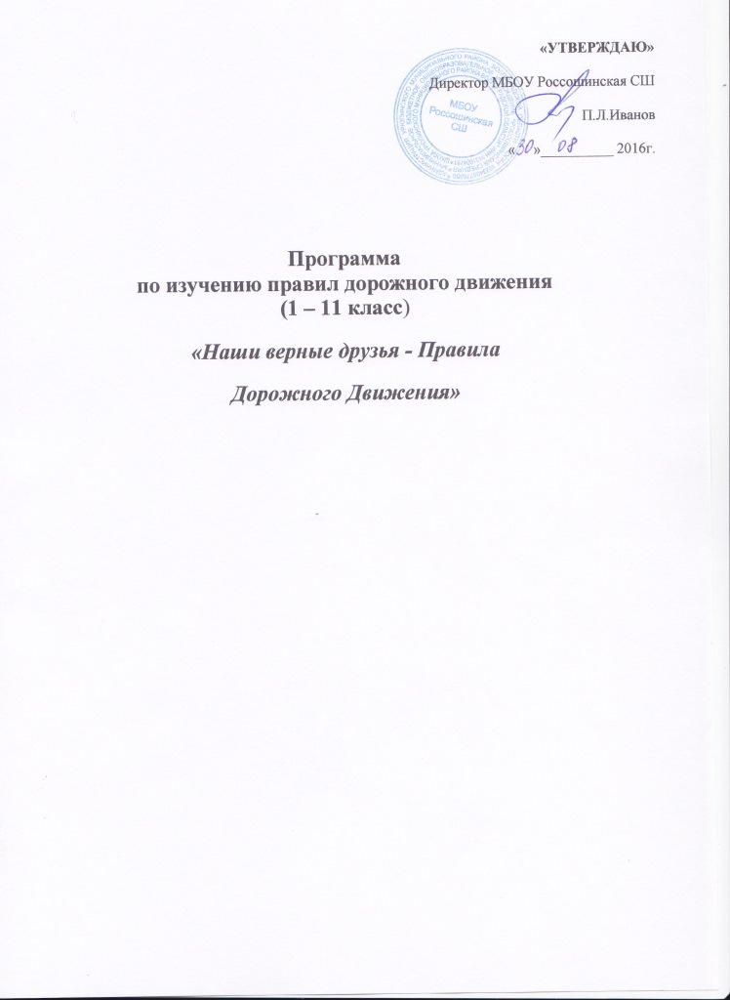 «УТВЕРЖДАЮ»
Директор МБОУ Россошинская СШ
П.Л.Иванов
«30»__________ 08 2016г.
МБОУ
Россошинская
СШ
Программа
по изучению правил дорожного движения
(1 – 11 класс)
«Наши верные друзья - Правила
Дорожного Движения»